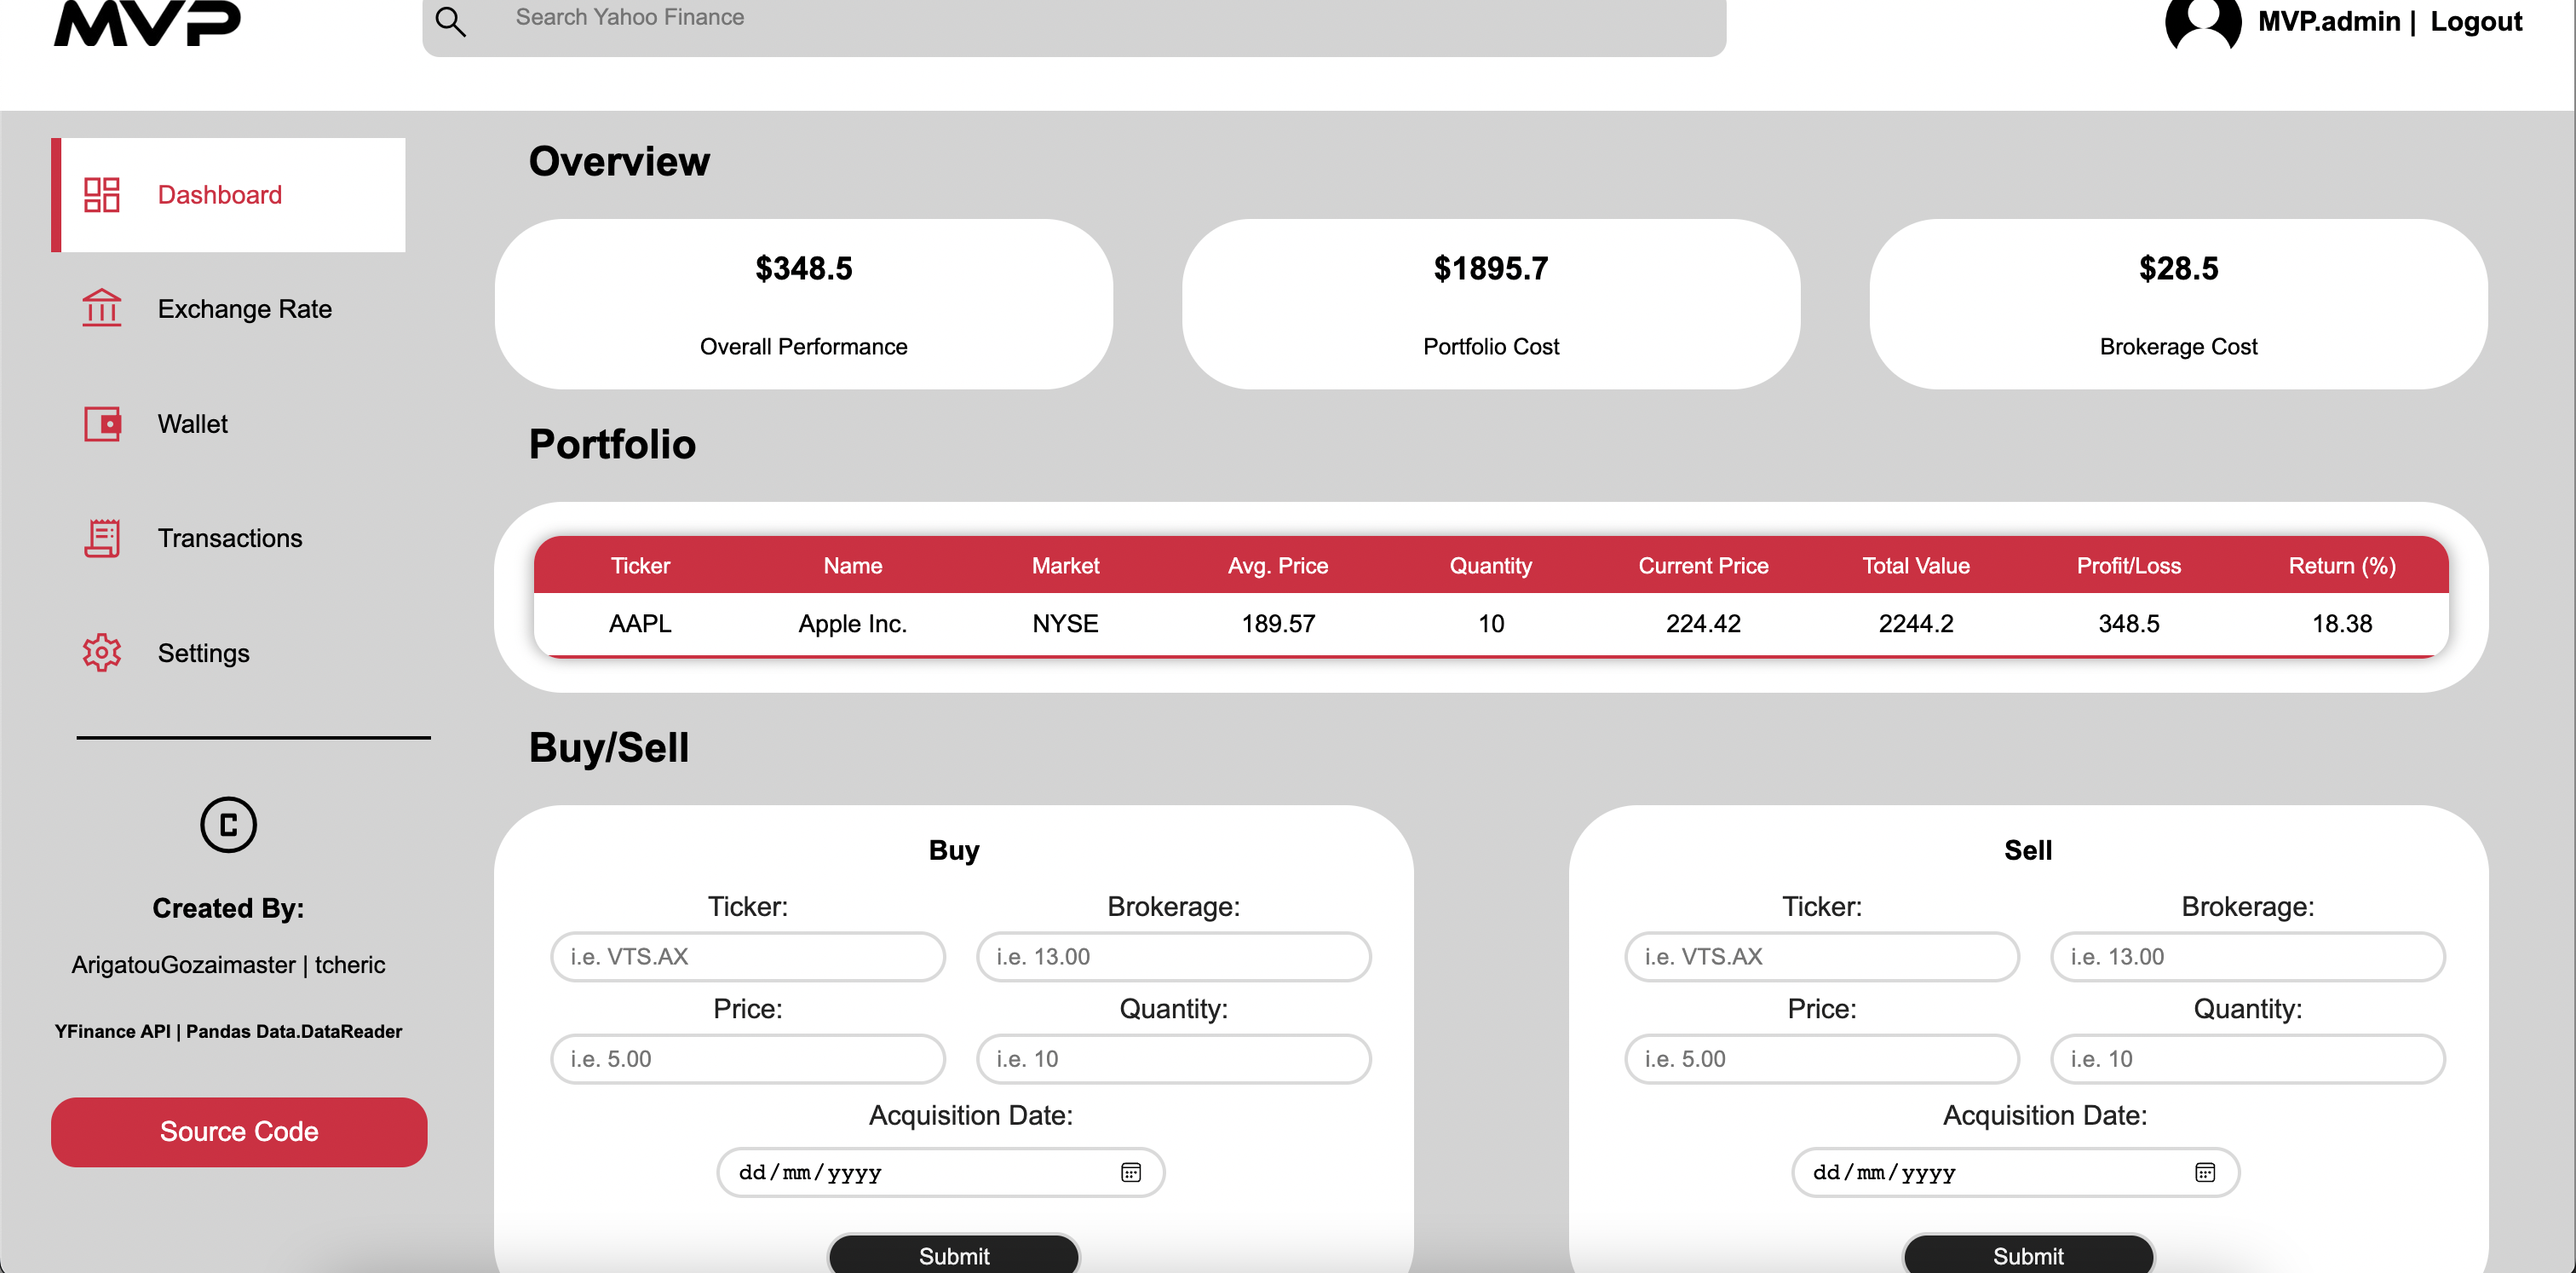 MVP
Search Yahoo Finance
MVP.admin | Logout
Dashboard
Exchange Rate
Wallet
Transactions
Settings
C
Created By:
ArigatouGozaimaster | tcheric
YFinance API | Pandas Data.DataReader
Source Code
Overview
$348.5
Overall Performance
$1895.7
Portfolio Cost
$28.5
Brokerage Cost
Portfolio
Ticker Name Market Avg. Price Quantity Current Price Total Value Profit/Loss Return (%)
AAPL Apple Inc. NYSE 189.57 10 224.42 2244.2 348.5 18.38
Buy/Sell
Buy
Ticker: Brokerage:
i.e. VTS.AX i.e. 13.00
Price: Quantity:
i.e. 5.00 i.e. 10
Acquisition Date:
dd/mm/yyyy
Submit
Sell
Ticker: Brokerage:
i.e. VTS.AX i.e. 13.00
Price: Quantity:
i.e. 5.00 i.e. 10
Acquisition Date:
dd/mm/yyyy
Submit